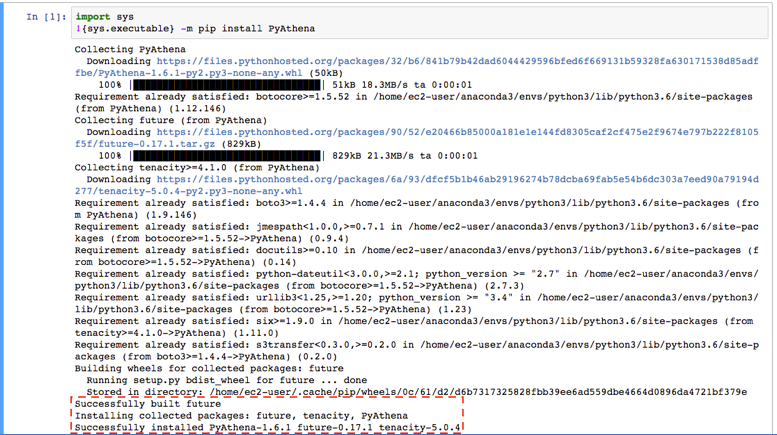 In [1]:
import sys
!{sys.executable} -m pip install PyAthena
Collecting PyAthena
Downloading https://files.pythonhosted.org/packages/32/b6/841b79b42dad6044429596bfed6f669131b59328fa630171538d85adf
fbe/PyAthena-1.6.1-py2.py3-none-any.whl (50kB)
100% |████████████████████████████████| 51kB 18.3MB/s ta 0:00:01
Requirement already satisfied: botocore>=1.5.52 in /home/ec2-user/anaconda3/envs/python3/lib/python3.6/site-packages
(from PyAthena) (1.12.146)
Collecting future (from PyAthena)
Downloading https://files.pythonhosted.org/packages/90/52/e20466b85000a181e1e144fd8305caf2cf475e2f9674e797b222f8105
f5f/future-0.17.1.tar.gz (829kB)
100% |████████████████████████████████| 829kB 21.3MB/s ta 0:00:01
Collecting tenacity>=4.1.0 (from PyAthena)
Downloading https://files.pythonhosted.org/packages/6a/93/dfcf5b1b46ab29196274b78dcba69fab5e54b6dc303a7eed90a79194d
277/tenacity-5.0.4-py2.py3-none-any.whl
Requirement already satisfied: boto3>=1.4.4 in /home/ec2-user/anaconda3/envs/python3/lib/python3.6/site-packages (fro
m PyAthena) (1.9.146)
Requirement already satisfied: jmespath<1.0.0,>=0.7.1 in /home/ec2-user/anaconda3/envs/python3/lib/python3.6/site-pac
kages (from botocore>=1.5.52->PyAthena) (0.9.4)
Requirement already satisfied: docutils>=0.10 in /home/ec2-user/anaconda3/envs/python3/lib/python3.6/site-packages (f
rom botocore>=1.5.52->PyAthena) (0.14)
Requirement already satisfied: python-dateutil<3.0.0,>=2.1; python_version >= "2.7" in /home/ec2-user/anaconda3/envs/
python3/lib/python3.6/site-packages (from botocore>=1.5.52->PyAthena) (2.7.3)
Requirement already satisfied: urllib3<1.25,>=1.20; python_version >= "3.4" in /home/ec2-user/anaconda3/envs/python3/
lib/python3.6/site-packages (from botocore>=1.5.52->PyAthena) (1.23)
Requirement already satisfied: six>=1.9.0 in /home/ec2-user/anaconda3/envs/python3/lib/python3.6/site-packages (from
tenacity>=4.1.0->PyAthena) (1.11.0)
Requirement already satisfied: s3transfer<0.3.0,>=0.2.0 in /home/ec2-user/anaconda3/envs/python3/lib/python3.6/site-p
ackages (from boto3>=1.4.4->PyAthena) (0.2.0)
Building wheels for collected packages: future
Running setup.py bdist_wheel for future ... done
Stored in directory: /home/ec2-user/.cache/pip/wheels/0c/61/d2/d6b7317325828fbb39ee6ad559dbe4664d0896da4721bf379e
Successfully built future
Installing collected packages: future, tenacity, PyAthena
Successfully installed PyAthena-1.6.1 future-0.17.1 tenacity-5.0.4